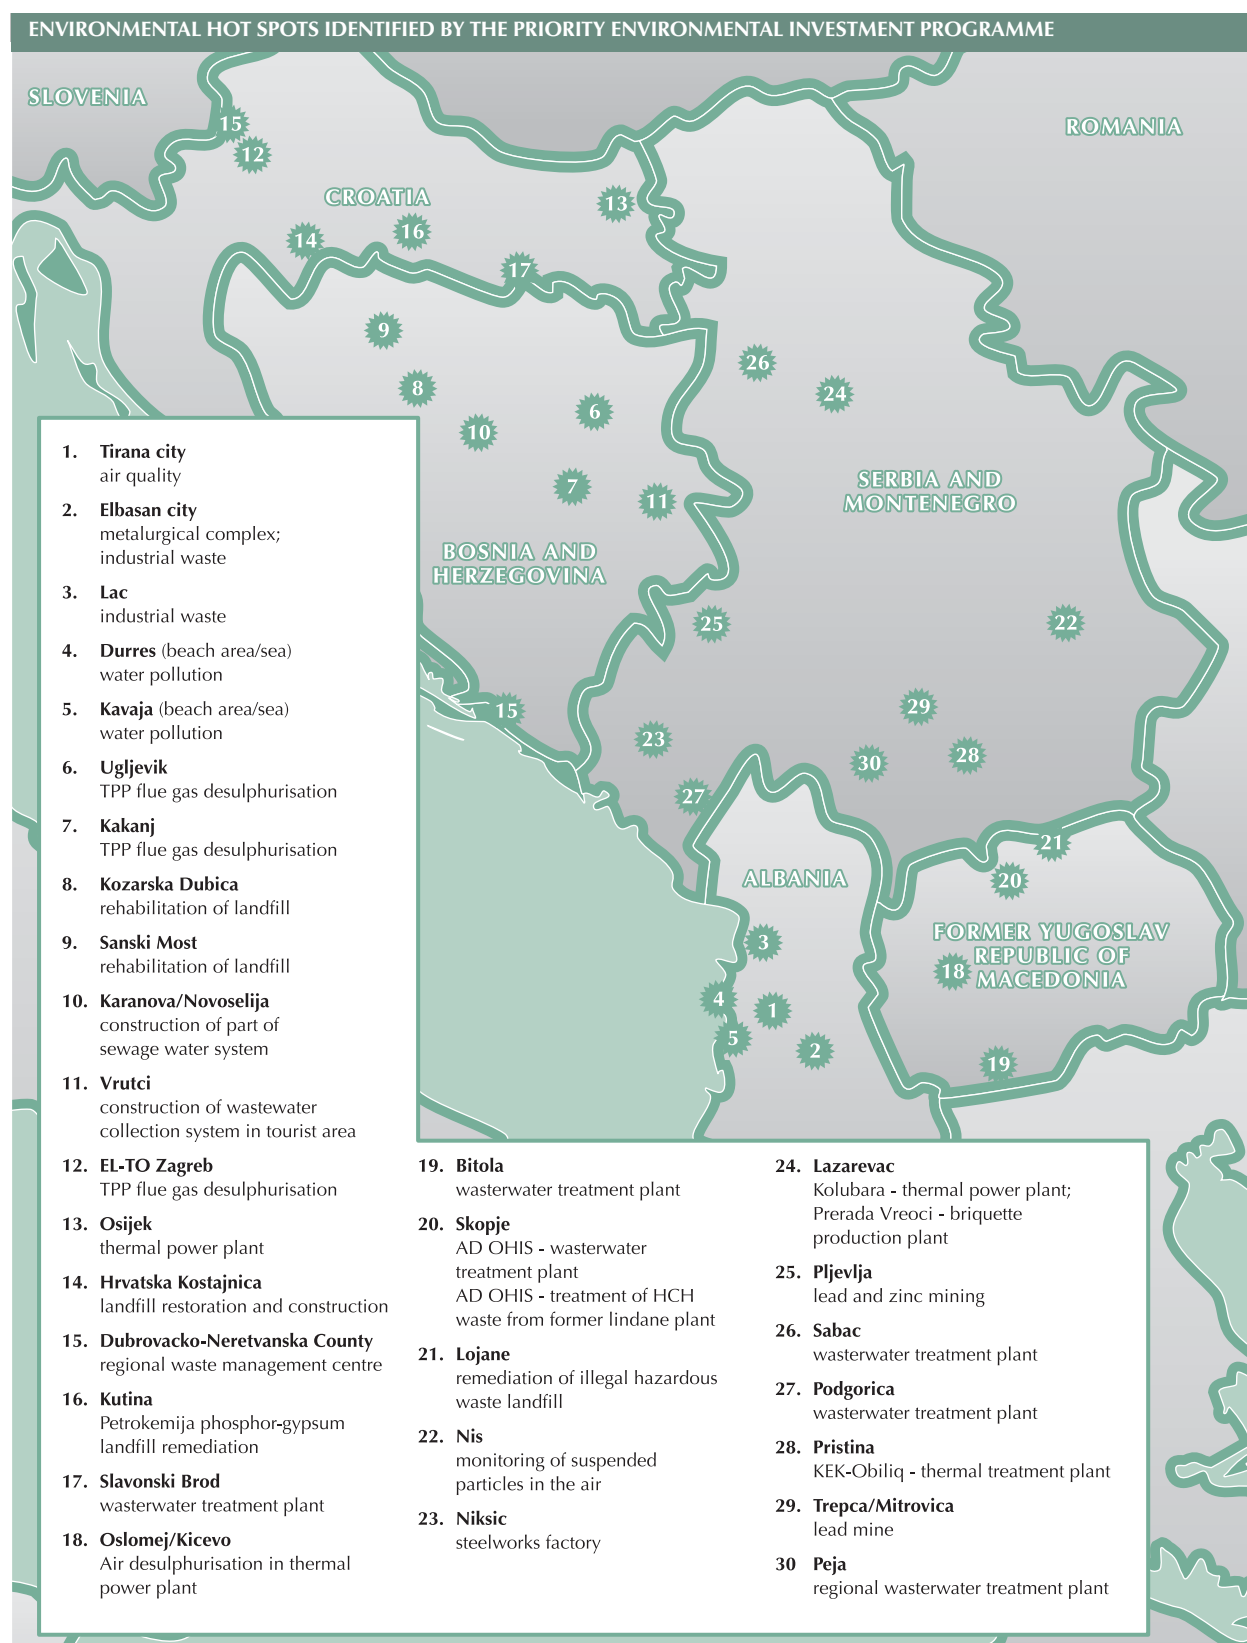 ENVIRONMENTAL HOT SPOTS IDENTIFIED BY THE PRIORITY ENVIRONMENTAL INVESTMENT PROGRAMME
SLOVENIA
ROMANIA
15
12
CROATIA
13
14
16
17
9
26
8
24
6
10
7
11
SERBIA AND
MONTENEGRO
BOSNIA AND
HERZEGOVINA
25
22
15
29
23
30
28
27
21
ALBANIA
20
3
FORMER YUGOSLAV
REPUBLIC OF
18
MACEDONIA
4
1
5
2
19
1. Tirana city
air quality
2. Elbasan city
metalurgical complex;
industrial waste
3. Lac
industrial waste
4. Durres (beach area/sea)
water pollution
5. Kavaja (beach area/sea)
water pollution
6. Ugljevik
TPP flue gas desulphurisation
7. Kakanj
TPP flue gas desulphurisation
8. Kozarska Dubica
rehabilitation of landfill
9. Sanski Most
rehabilitation of landfill
10. Karanova/Novoselija
construction of part of
sewage water system
11. Vrutci
construction of wastewater
collection system in tourist area
12. EL-TO Zagreb
TPP flue gas desulphurisation
13. Osijek
thermal power plant
14. Hrvatska Kostajnica
landfill restoration and construction
15. Dubrovacko-Neretvanska County
regional waste management centre
16. Kutina
Petrokemija phosphor-gypsum
landfill remediation
17. Slavonski Brod
wasterwater treatment plant
18. Oslomej/Kicevo
Air desulphurisation in thermal
power plant
19. Bitola
wasterwater treatment plant
20. Skopje
AD OHIS - wasterwater
treatment plant
AD OHIS - treatment of HCH
waste from former lindane plant
21. Lojane
remediation of illegal hazardous
waste landfill
22. Nis
monitoring of suspended
particles in the air
23. Niksic
steelworks factory
24. Lazarevac
Kolubara - thermal power plant;
Prerada Vreoci - briquette
production plant
25. Pljevlja
lead and zinc mining
26. Sabac
wasterwater treatment plant
27. Podgorica
wasterwater treatment plant
28. Pristina
KEK-Obiliq - thermal treatment plant
29. Trepca/Mitrovica
lead mine
30 Peja
regional wasterwater treatment plant